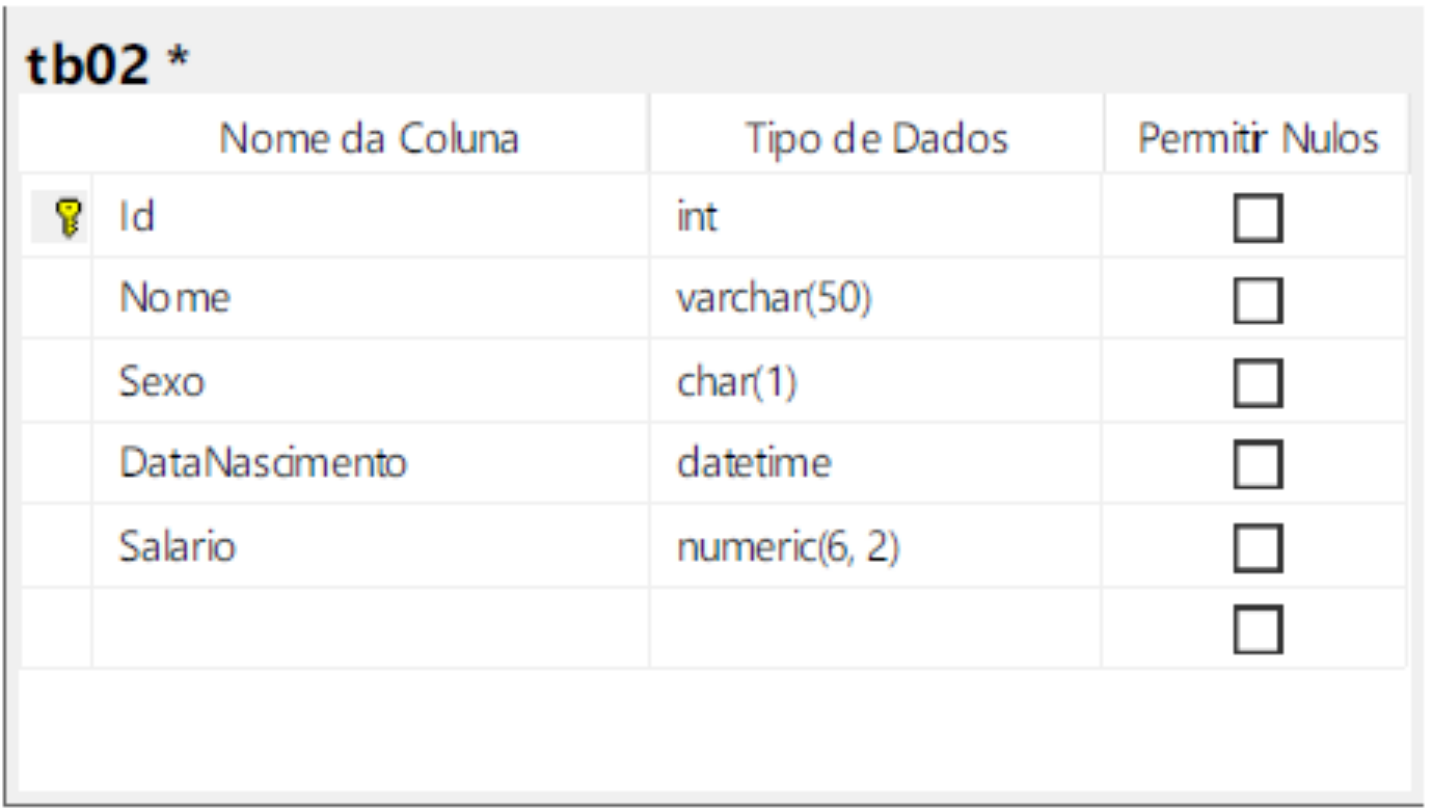 tb02 *
Nome da Coluna Tipo de Dados Permitir Nulos
Id int
Nome varchar(50)
Sexo char(1)
DataNascimento datetime
Salario numeric(6, 2)